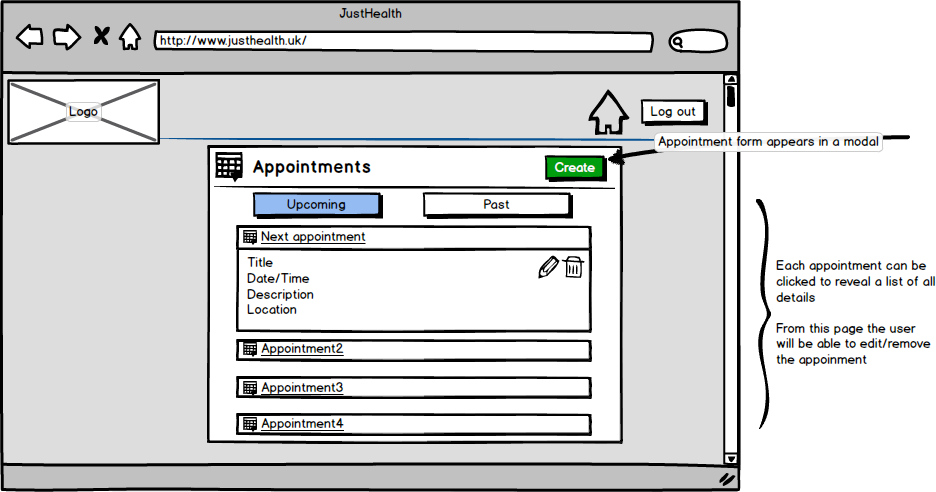 JustHealth
http://www.justhealth.uk/
Logo
Log out
Appointment form appears in a modal
Appointments
Create
Upcoming
Past
Next appointment
Title
Date/Time
Description
Location
Appointment2
Appointment3
Appointment4
Each appointment can be
clicked to reveal a list of all
details
From this page the user
will be able to edit/remove
the appoinment